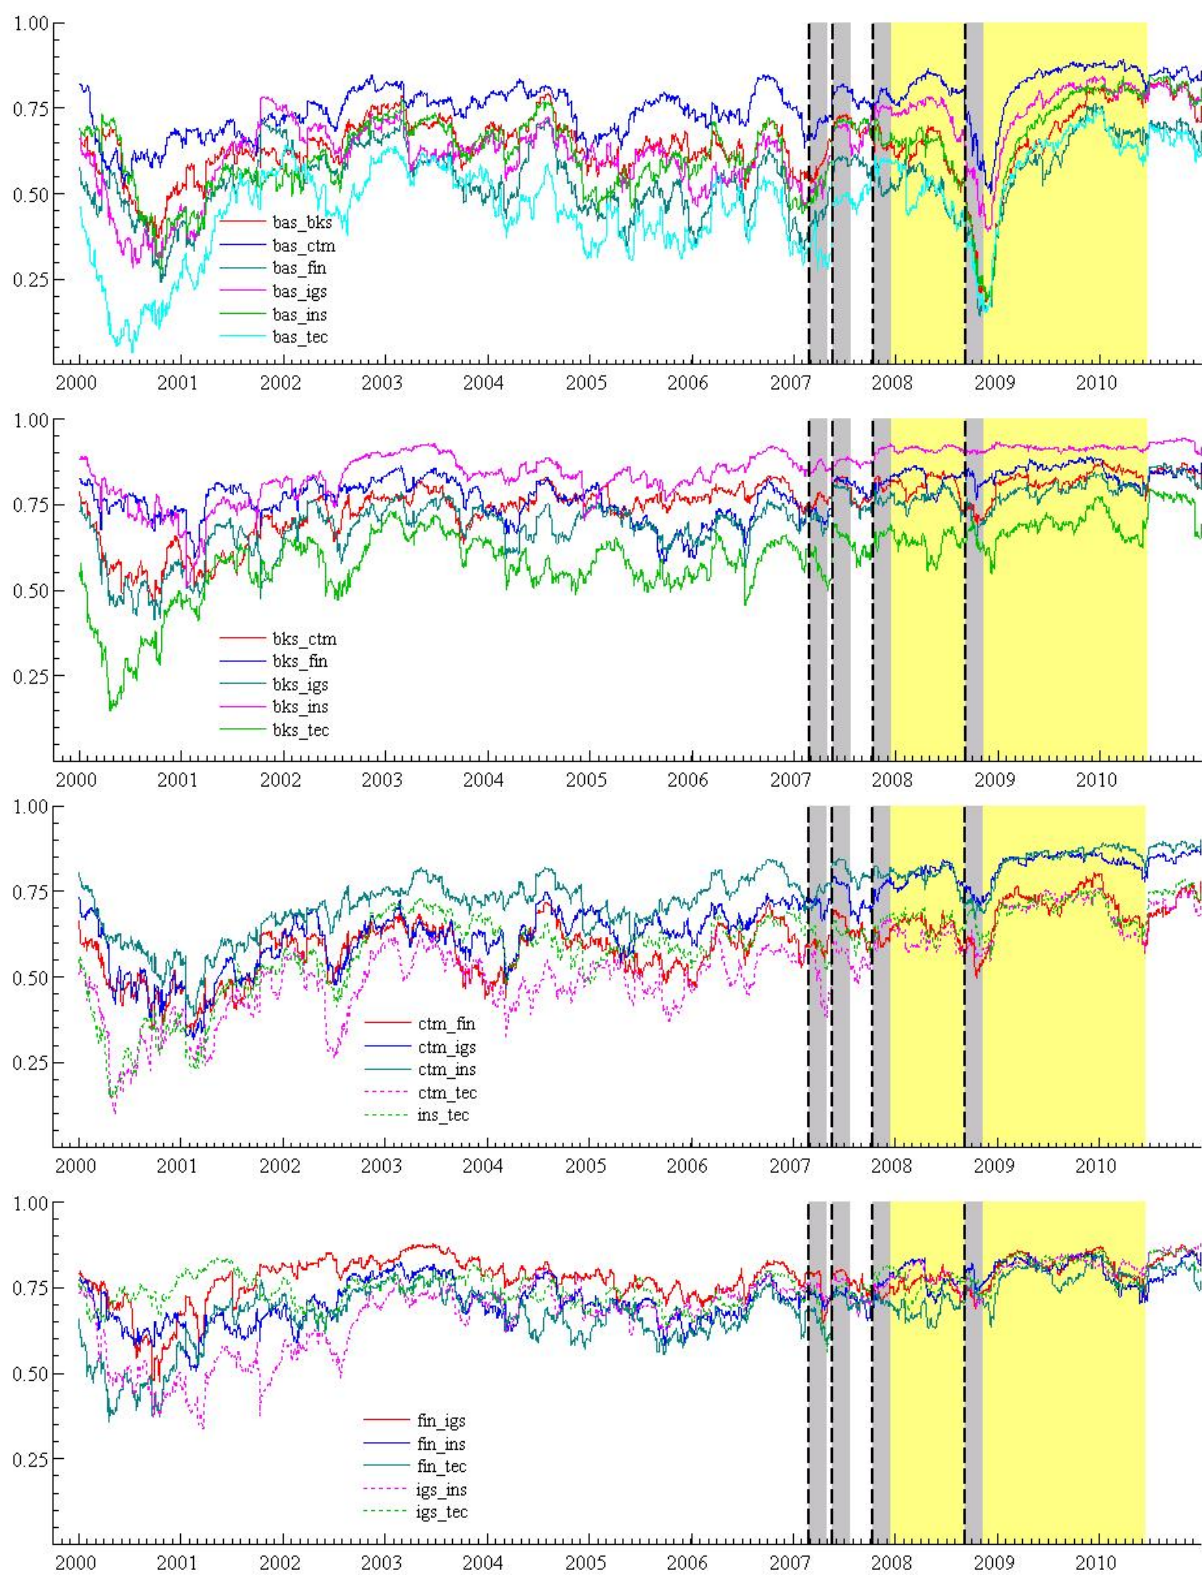 1.00
0.75
0.50
0.25
bas_bks
bas_ctm
bas_fin
bas_igs
bas_ins
bas_tec
2000 2001 2002 2003 2004 2005 2006 2007 2008 2009 2010
1.00
0.75
0.50
0.25
bks_ctm
bks_fin
bks_igs
bks_ins
bks_tec
2000 2001 2002 2003 2004 2005 2006 2007 2008 2009 2010
1.00
0.75
0.50
0.25
ctm_fin
ctm_igs
ctm_ins
ctm_tec
ins_tec
2000 2001 2002 2003 2004 2005 2006 2007 2008 2009 2010
1.00
0.75
0.50
0.25
fin_igs
fin_ins
fin_tec
igs_ins
igs_tec
2000 2001 2002 2003 2004 2005 2006 2007 2008 2009 2010